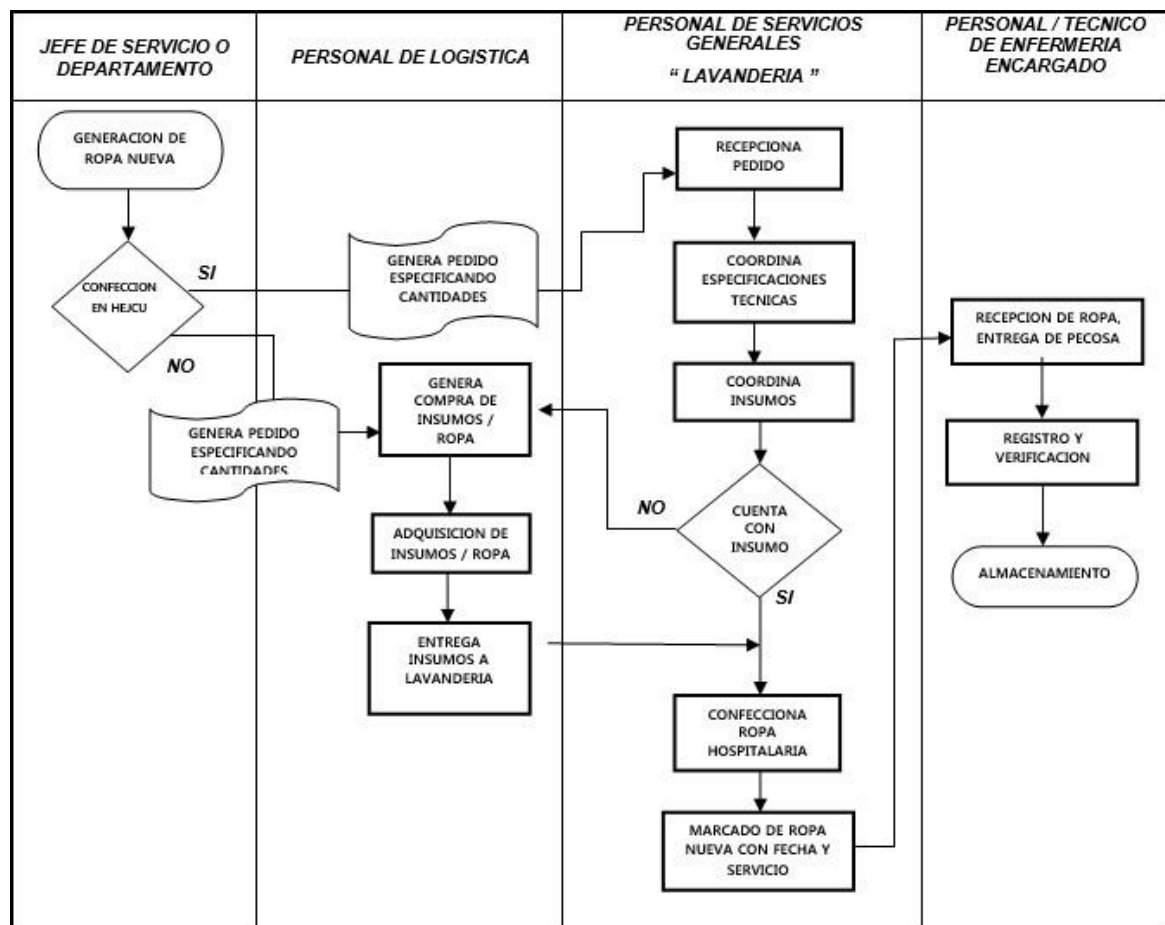 JEFE DE SERVICIO O
DEPARTAMENTO
PERSONAL DE LOGISTICA
PERSONAL DE SERVICIOS
GENERALES
“ LAVANDERIA ”
PERSONAL / TECNICO
DE ENFERMERIA
ENCARGADO
GENERACION DE
ROPA NUEVA
CONFECCION
EN HEJCU
SI
NO
GENERA PEDIDO
ESPECIFICANDO
CANTIDADES
GENERA PEDIDO
ESPECIFICANDO
CANTIDADES
GENERA
COMPRA DE
INSUMOS /
ROPA
ADQUISICION DE
INSUMOS / ROPA
ENTREGA
INSUMOS A
LAVANDERIA
RECEPCIONA
PEDIDO
COORDINA
ESPECIFICACIONES
TECNICAS
COORDINA
INSUMOS
CUENTA
CON
INSUMO
NO
SI
CONFECCIONA
ROPA
HOSPITALARIA
MARCADO DE ROPA
NUEVA CON FECHA Y
SERVICIO
RECEPCION DE ROPA,
ENTREGA DE PECOSA
REGISTRO Y
VERIFICACION
ALMACENAMIENTO